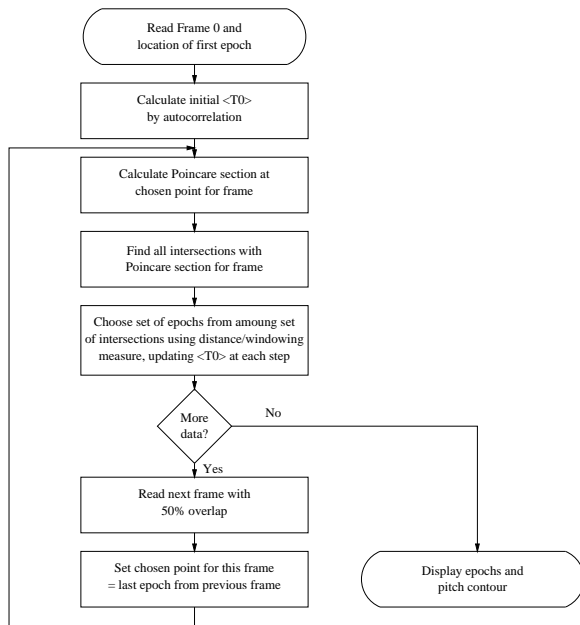 Read Frame 0 and
location of first epoch
Calculate initial <T0>
by autocorrelation
Calculate Poincare section at
chosen point for frame
Find all intersections with
Poincare section for frame
Choose set of epochs from amoung set
of intersections using distance/windowing
measure, updating <T0> at each step
More
data?
No
Yes
Read next frame with
50% overlap
Set chosen point for this frame
= last epoch from previous frame
Display epochs and
pitch contour